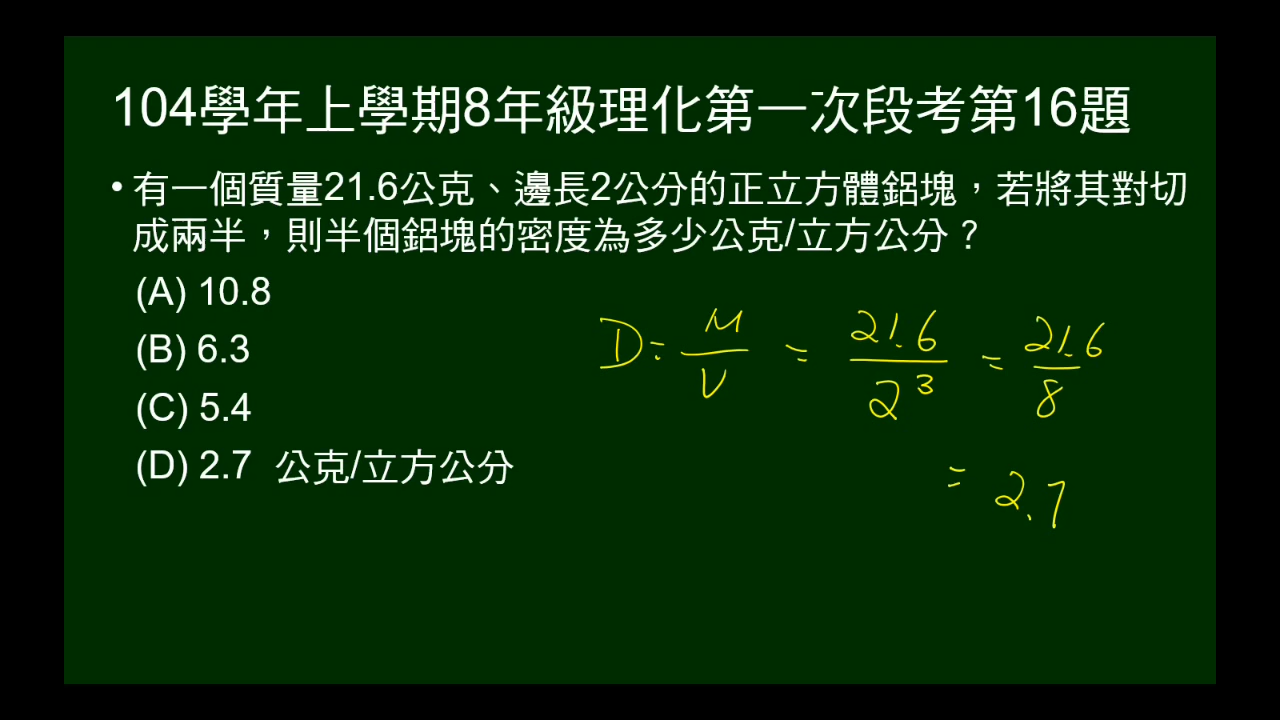 104學年上學期8年級理化第一次段考第16題
• 有一個質量21.6公克、邊長2公分的正立方體鋁塊，若將其對切
成兩半，則半個鋁塊的密度為多少公克/立方公分？
(A) 10.8
(B) 6.3
(C) 5.4
(D) 2.7 公克/立方公分
D = M/V = 21.6/2³ = 21.6/8
= 2.7